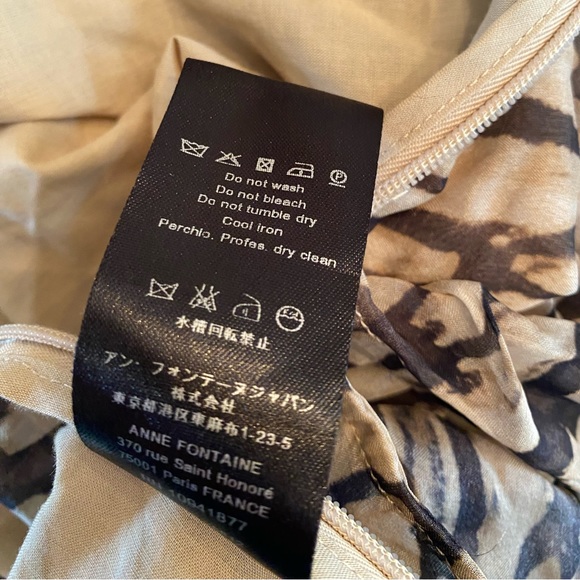 Do not wash
Do not bleach
Do not tumble dry
Cool iron
Perchlo. Profes. dry clean
水槽回転禁止
アン・フォンテーヌジャパン
株式会社
東京都港区東麻布1-23-5
ANNE FONTAINE
370 rue Saint Honoré
75001 Paris FRANCE
10041877